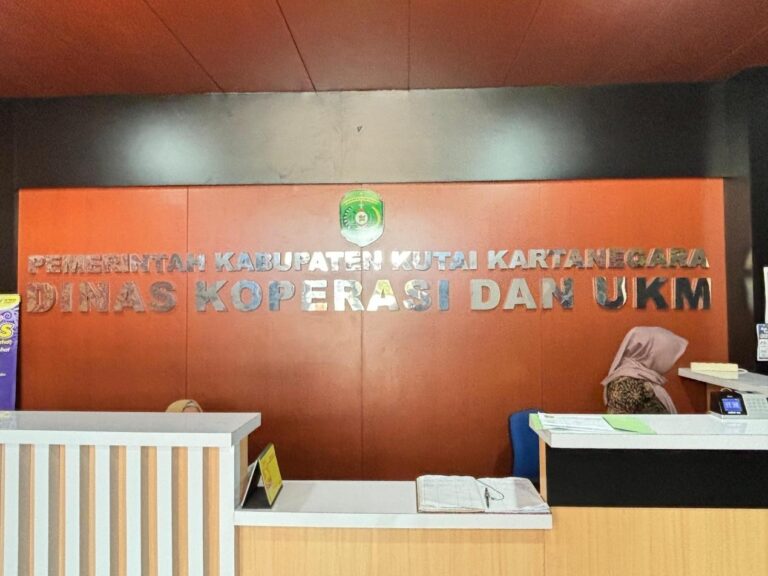 PEMERINTAH KABUPATEN KUTAI KARTANEGARA
DINAS KOPERASI DAN UKM